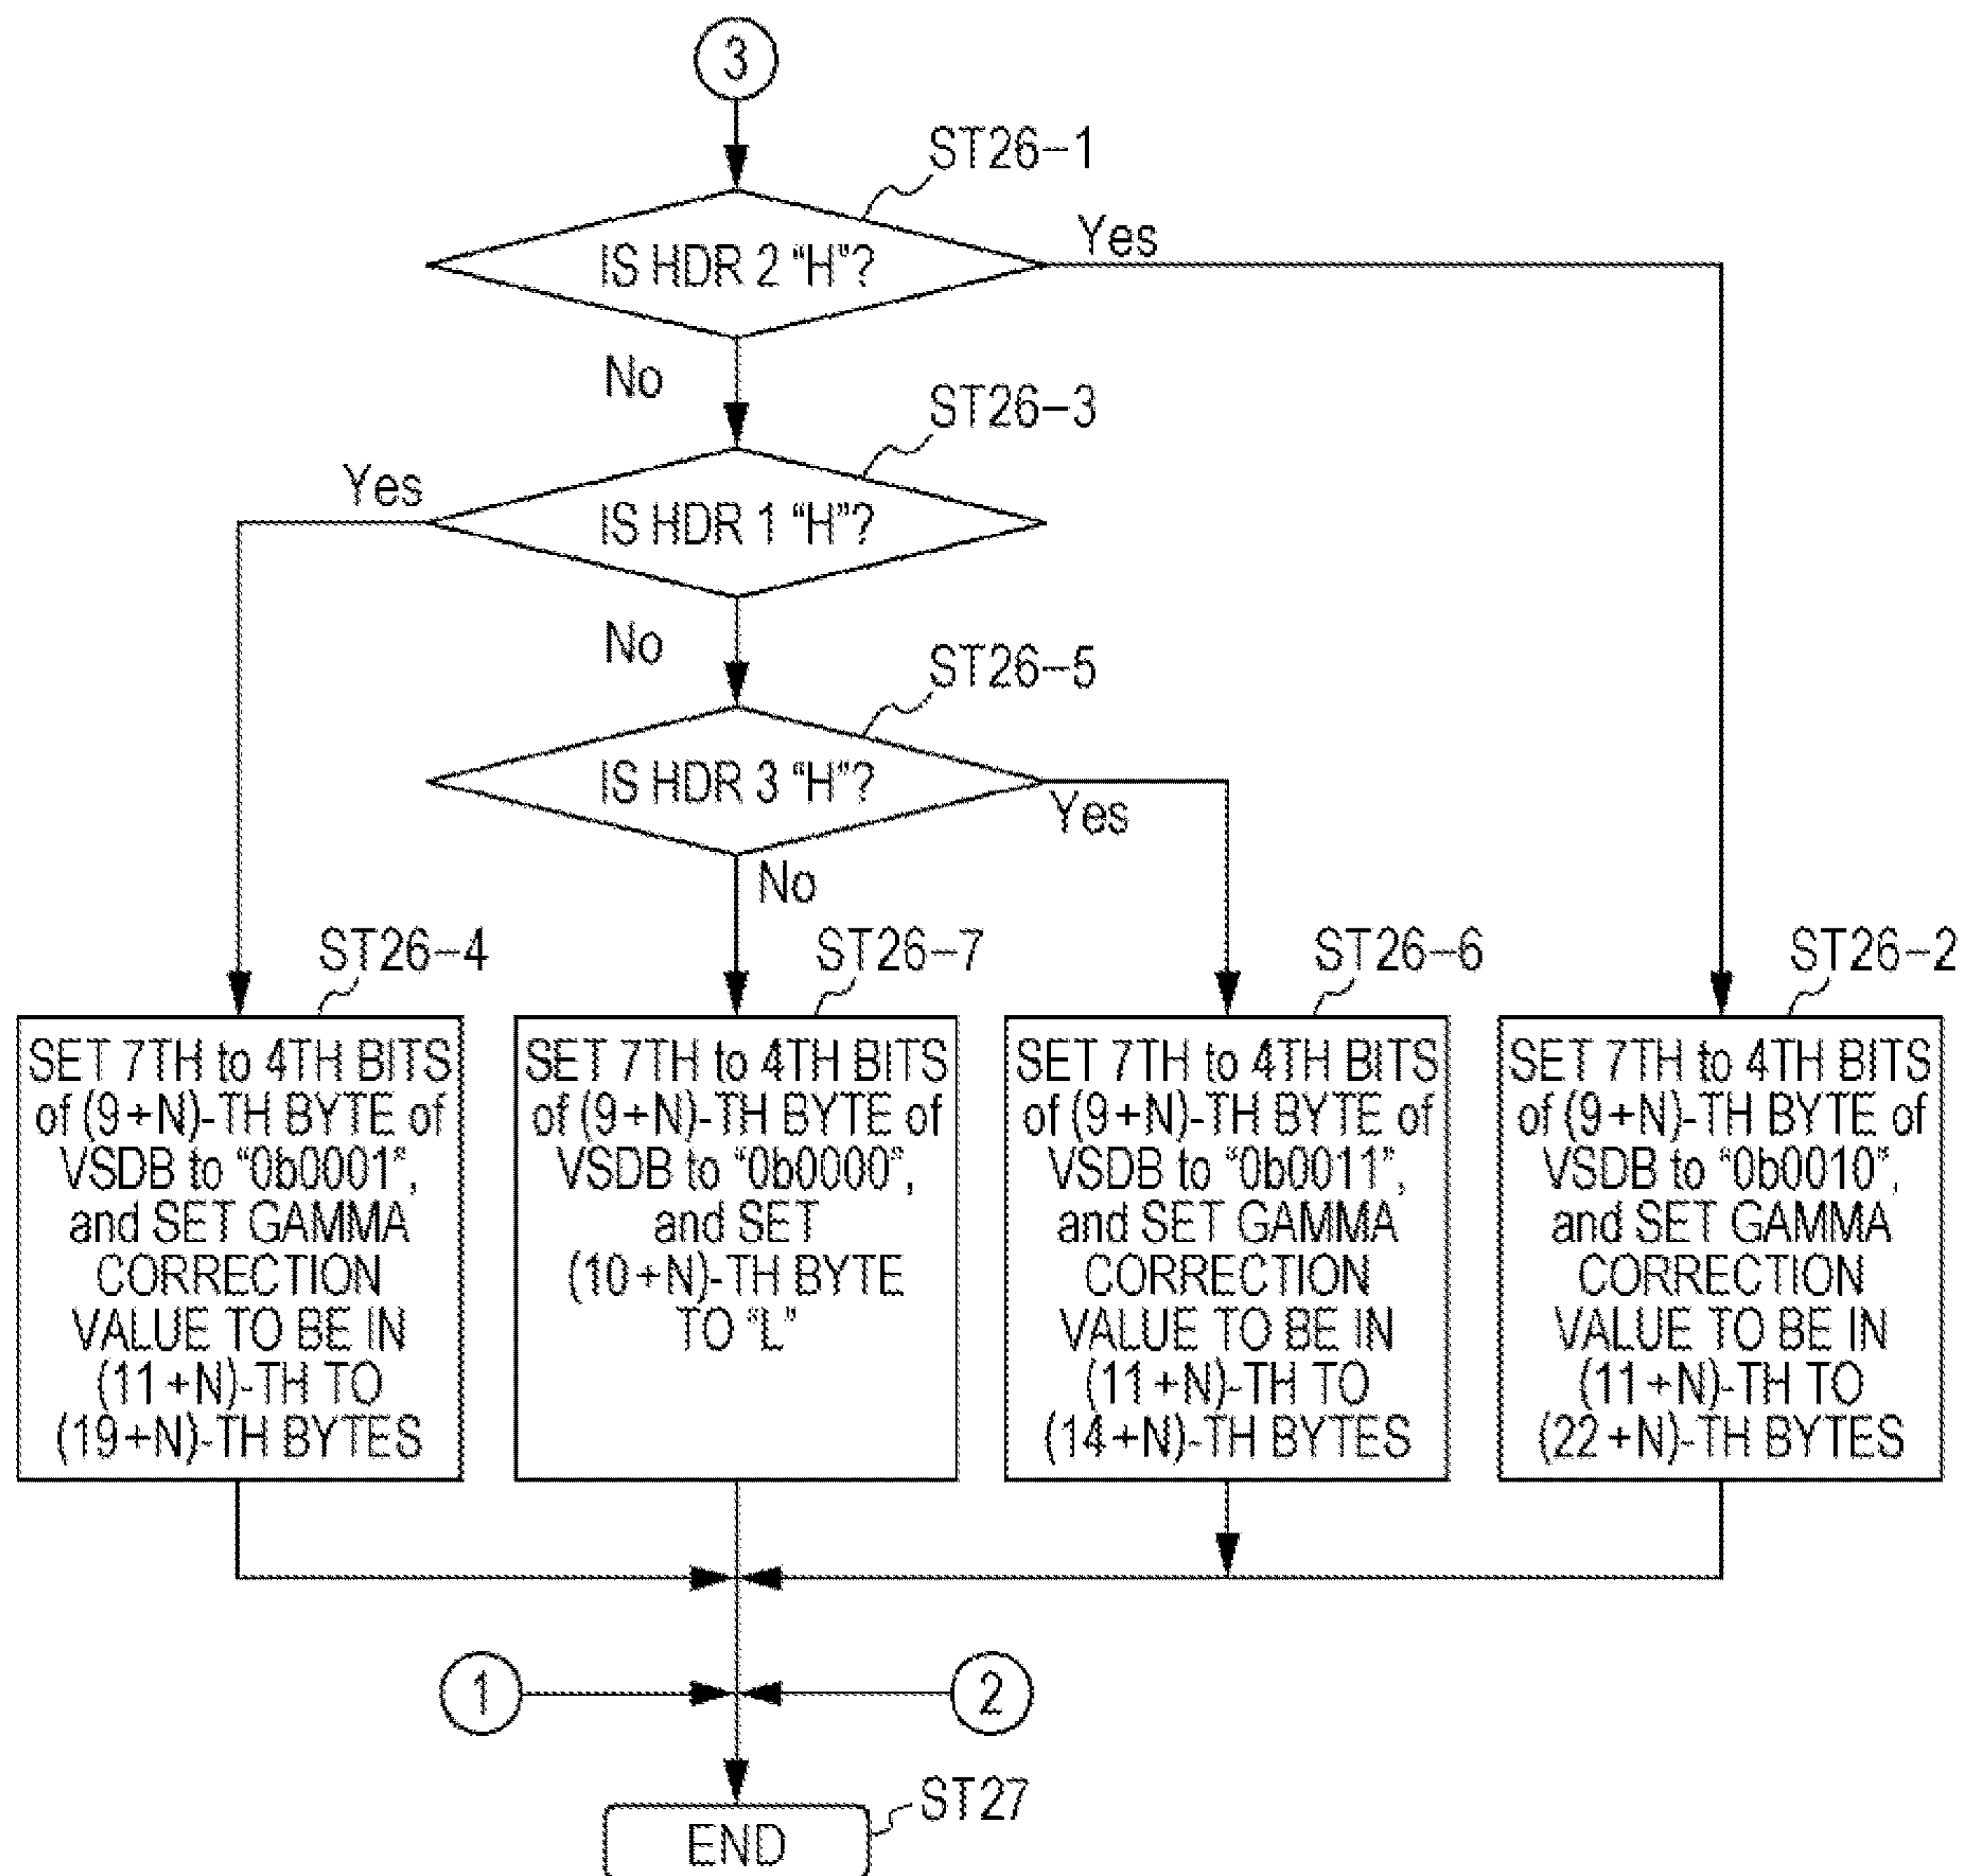 3
ST26-1
IS HDR 2 “H”?
Yes
No
ST26-3
Yes
IS HDR 1 “H”?
No
ST26-5
IS HDR 3 “H”?
Yes
No
ST26-4
SET 7TH to 4TH BITS
of (9+N)-TH BYTE of
VSDB to “0b0001”,
and SET GAMMA
CORRECTION
VALUE TO BE IN
(11+N)-TH TO
(19+N)-TH BYTES
ST26-7
SET 7TH to 4TH BITS
of (9+N)-TH BYTE of
VSDB to “0b0000”,
and SET
(10+N)-TH BYTE
TO “L”
ST26-6
SET 7TH to 4TH BITS
of (9+N)-TH BYTE of
VSDB to “0b0011”,
and SET GAMMA
CORRECTION
VALUE TO BE IN
(11+N)-TH TO
(14+N)-TH BYTES
ST26-2
SET 7TH to 4TH BITS
of (9+N)-TH BYTE of
VSDB to “0b0010”,
and SET GAMMA
CORRECTION
VALUE TO BE IN
(11+N)-TH TO
(22+N)-TH BYTES
1
2
ST27
END